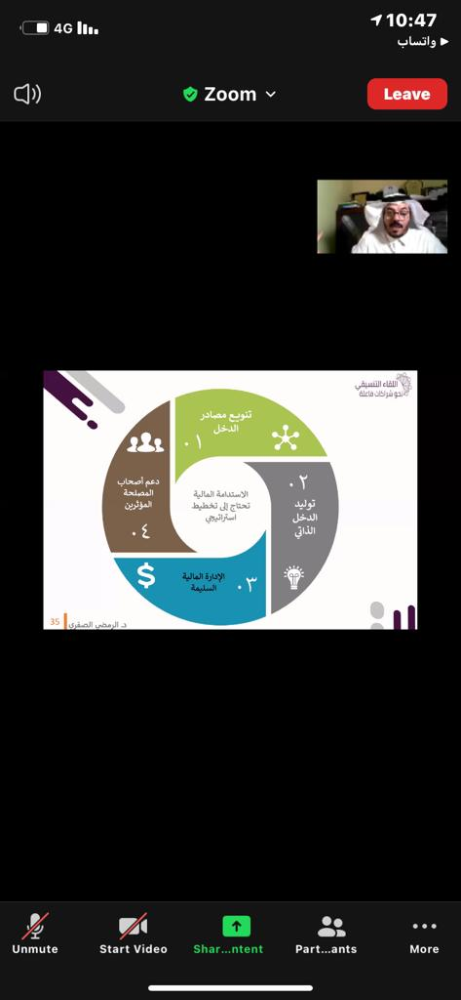 10:47
4G
واتساب ▸
Zoom
Leave
اللقاء التنسيقي
نحو شراكات فاعلة
تنويع مصادر
الدخل
٠١
٠٢
توليد
الدخل
الذاتي
الاستدامة المالية
تحتاج إلى تخطيط
استراتيجي
دعم أصحاب
المصلحة
المؤثرين
٠٤
٠٣
الإدارة المالية
السليمة
$
35
د. الرمضي الصقري
Unmute
Start Video
Shar...ntent
Part...ants
More